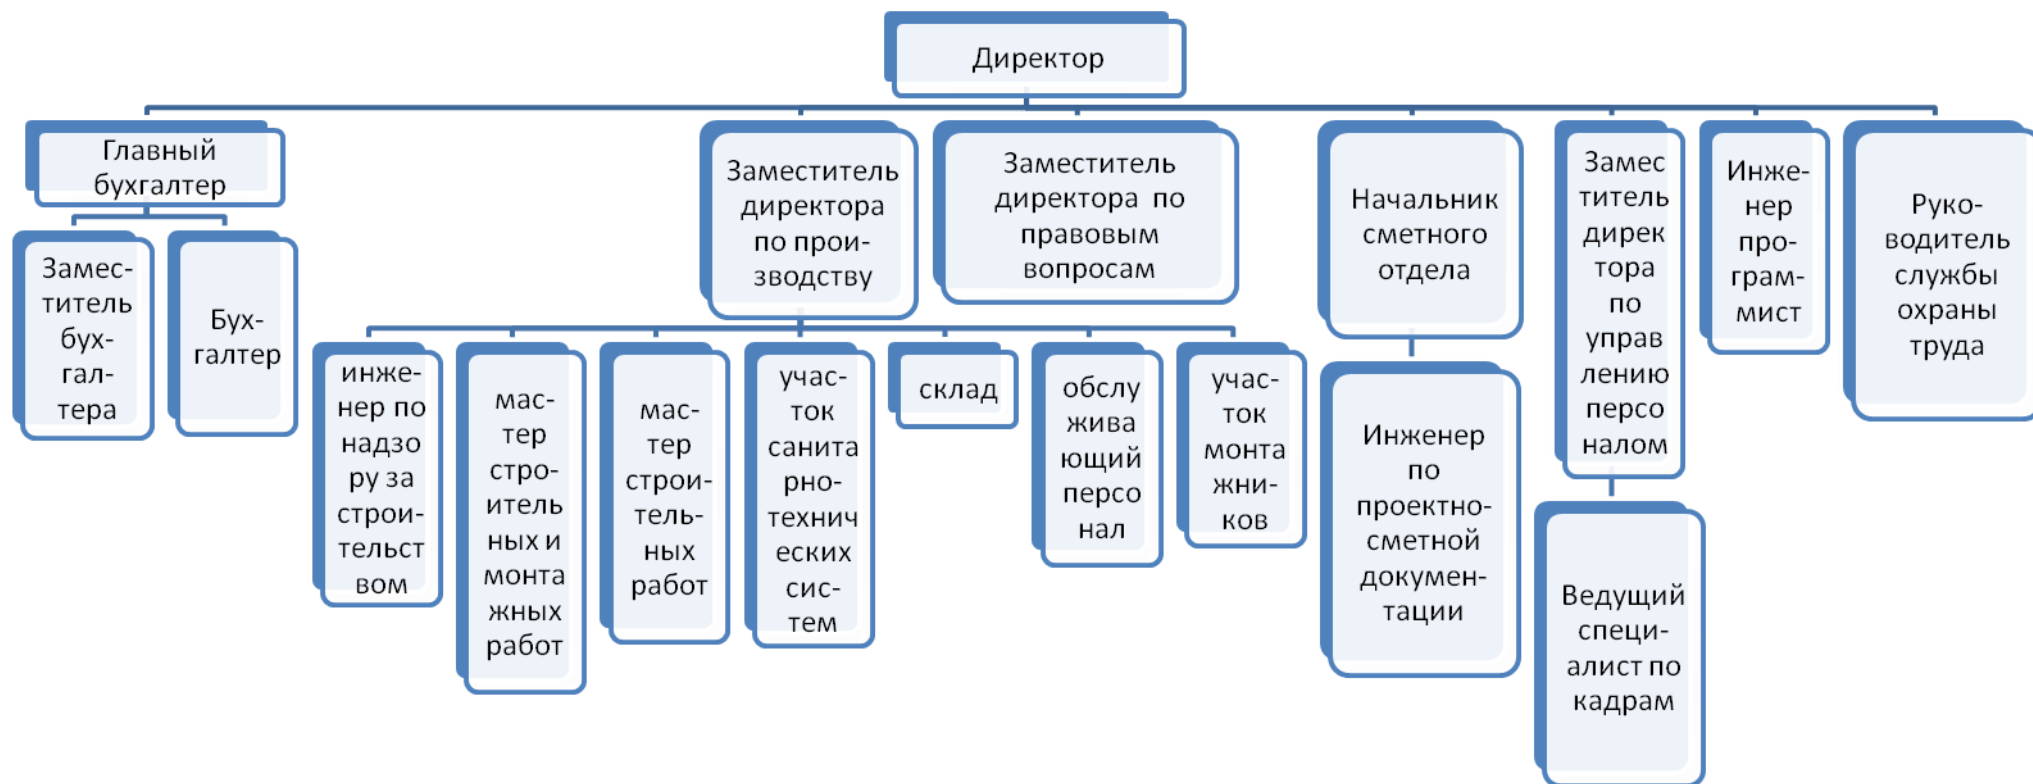 Директор
Главный
бухгалтер
Замес-
титель
бух-
гал-
тера
Бух-
галтер
Заместитель
директора
по прои-
зводству
инже-
нер по
надзо
ру за
строи-
тельст
вом
мас-
тер
стро-
ительн
ных и
монта
жных
работ
мас-
тер
строи-
тель-
ных
работ
учас-
ток
санита
рно-
технич
еских
сис-
тем
склад
обслу
жива
ющий
персо
нал
учас-
ток
монта
жни-
ков
Заместитель
директора  по
правовым
вопросам
Начальник
сметного
отдела
Инженер
по
проектно-
сметной
докумен-
тации
Замес
титель
дирек
тора
по
управ
лению
персо
налом
Ведущий
специ-
алист по
кадрам
Инже-
нер
про-
грам-
мист
Руко-
водитель
службы
охраны
труда